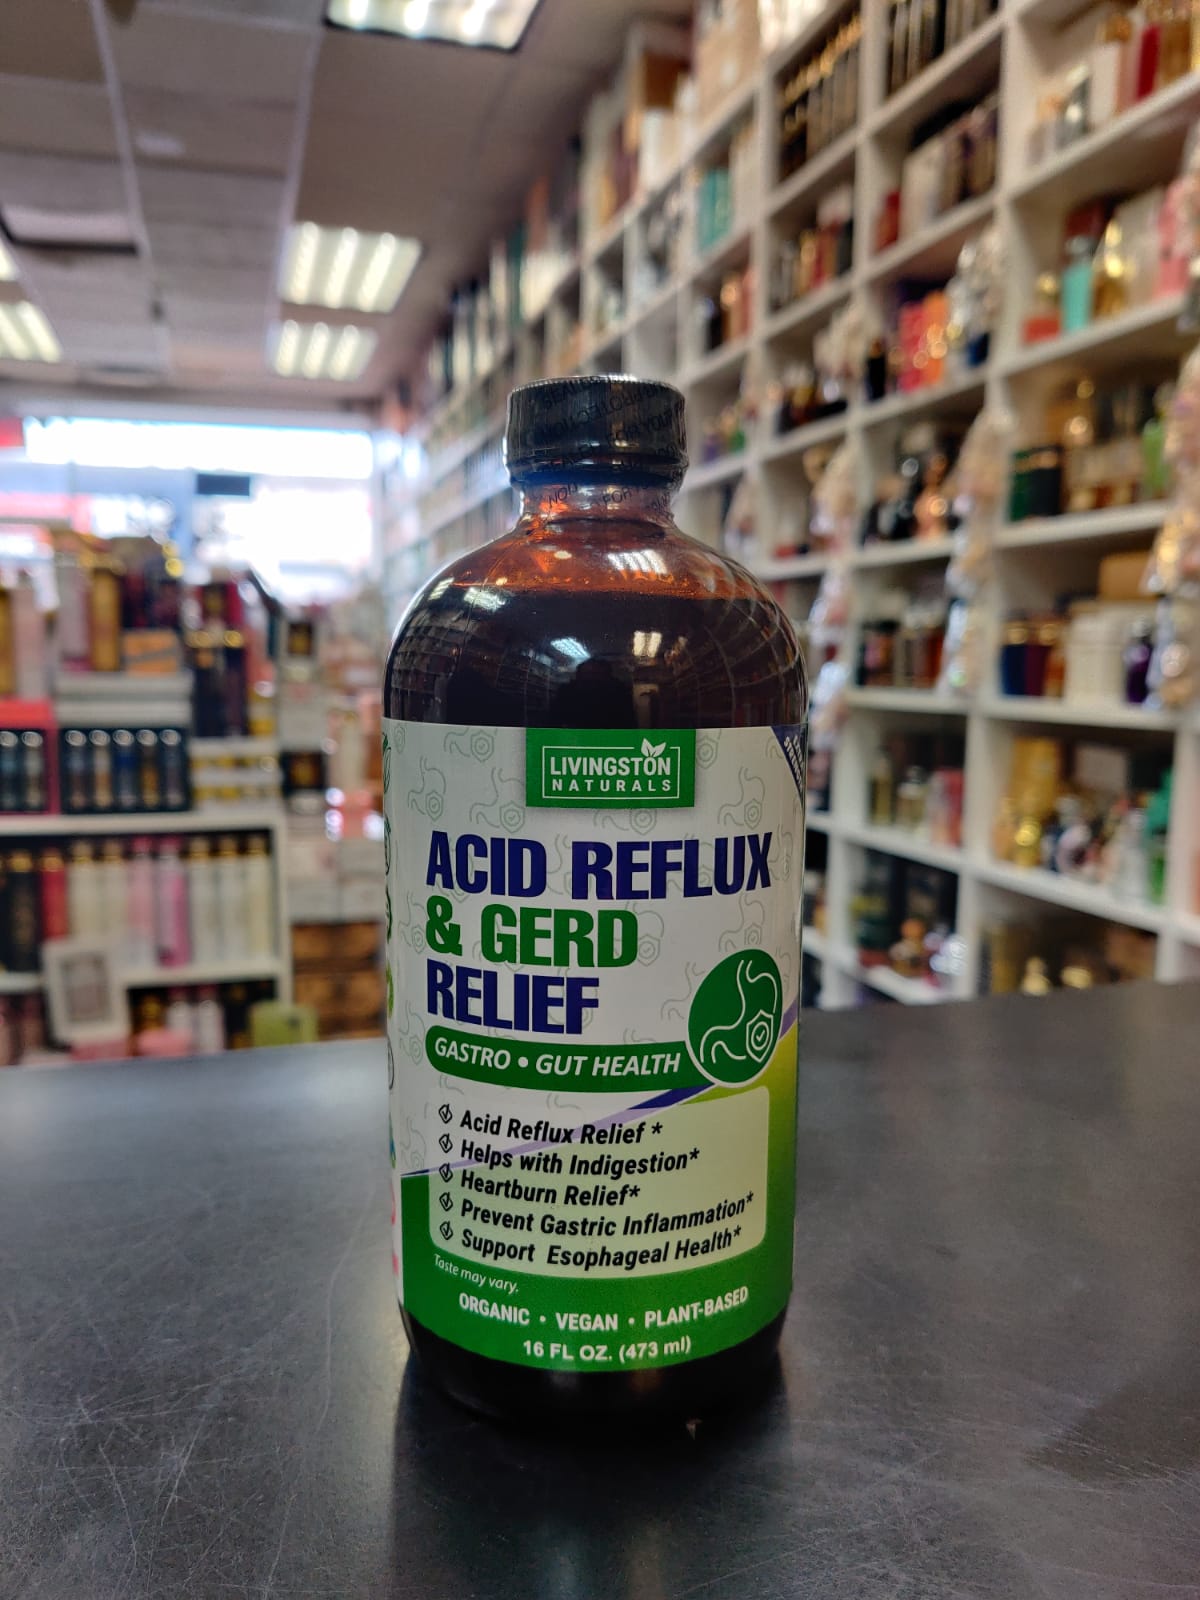 LIVINGSTON
NATURALS
ACID REFLUX
& GERD
RELIEF
GASTRO • GUT HEALTH
Acid Reflux Relief *
Helps with Indigestion*
Heartburn Relief*
Prevent Gastric Inflammation*
Support Esophageal Health*
Taste may vary.
ORGANIC • VEGAN • PLANT-BASED
16 FL OZ. (473 ml)